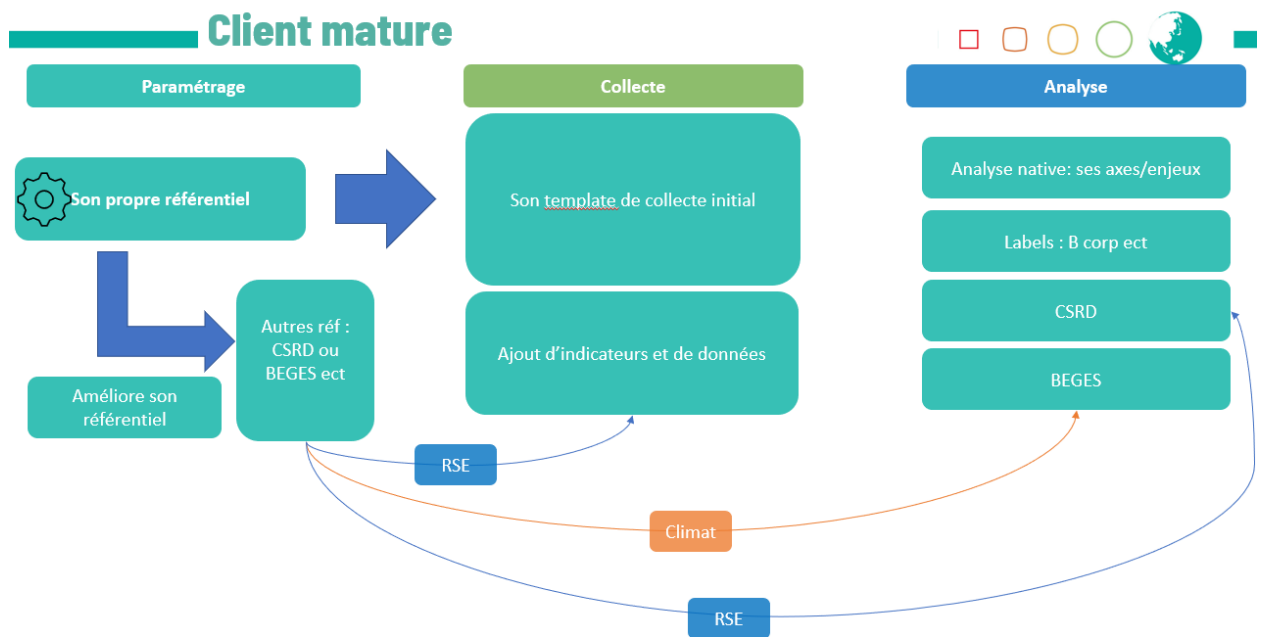 Client mature
Paramétrage
Collecte
Analyse
Son propre référentiel
Son template de collecte initial
Analyse native: ses axes/enjeux
Labels : B corp ect
CSRD
BEGES
Autres réf :
CSRD ou
BEGES ect
Ajout d’indicateurs et de données
Améliore son
référentiel
RSE
Climat
RSE